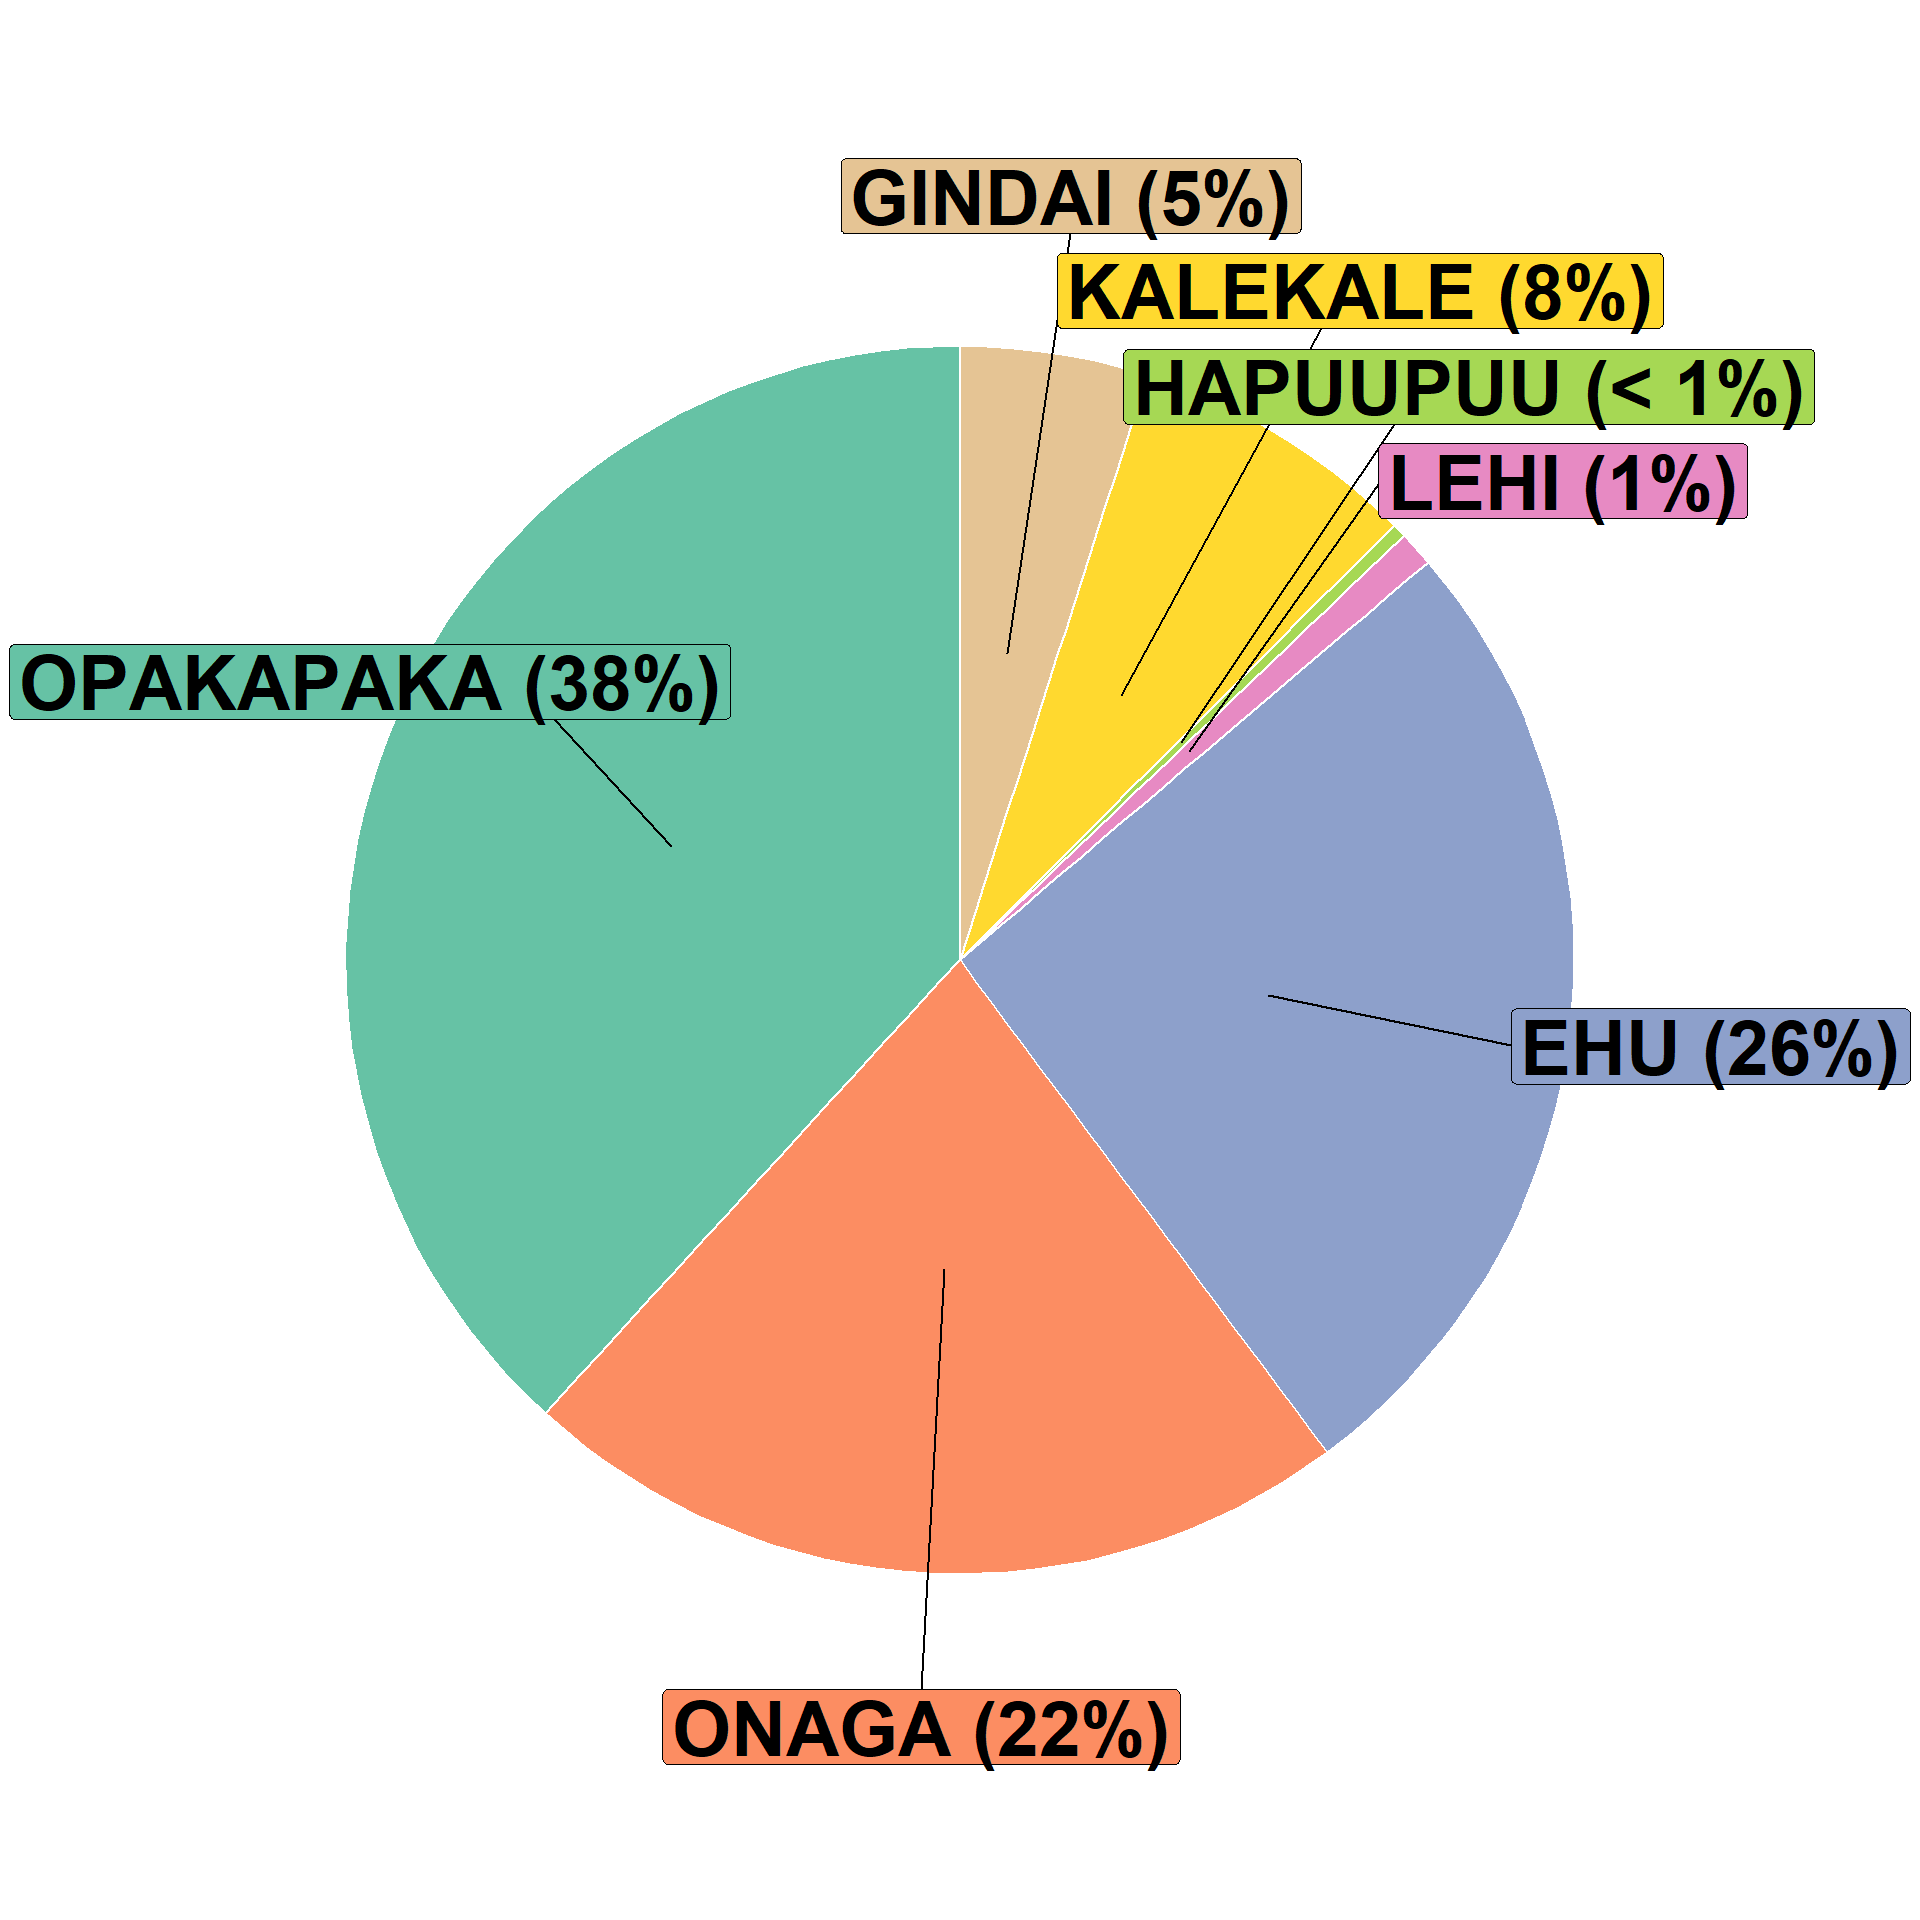 GINDAI (5%)
KALEKALE (8%)
HAPUUPUU (< 1%)
LEHI (1%)
OPAKAPAKA (38%)
EHU (26%)
ONAGA (22%)